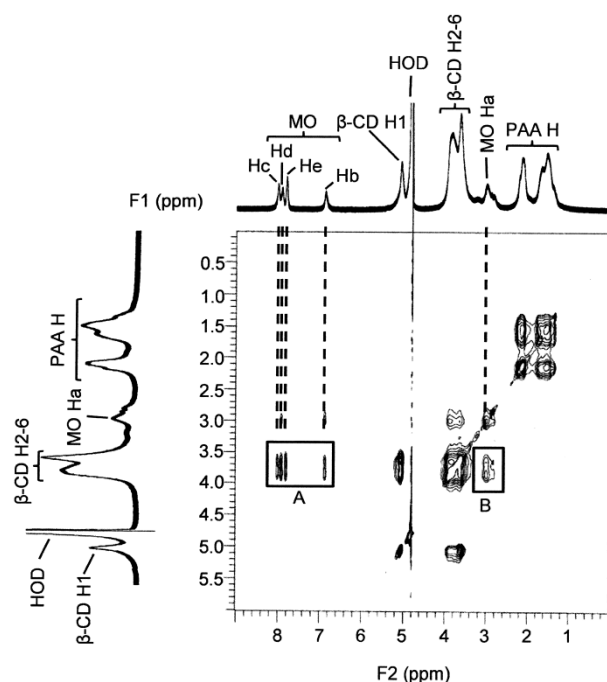 HOD
β-CD H2-6
MO
β-CD H1
MO Ha
PAA H
Hc
Hd
He
Hb
F1 (ppm)
0.5
1.0
1.5
2.0
2.5
3.0
3.5
4.0
4.5
5.0
5.5
PAA H
MO Ha
β-CD H2-6
HOD
β-CD H1
A
B
8
7
6
5
4
3
2
1
F2 (ppm)